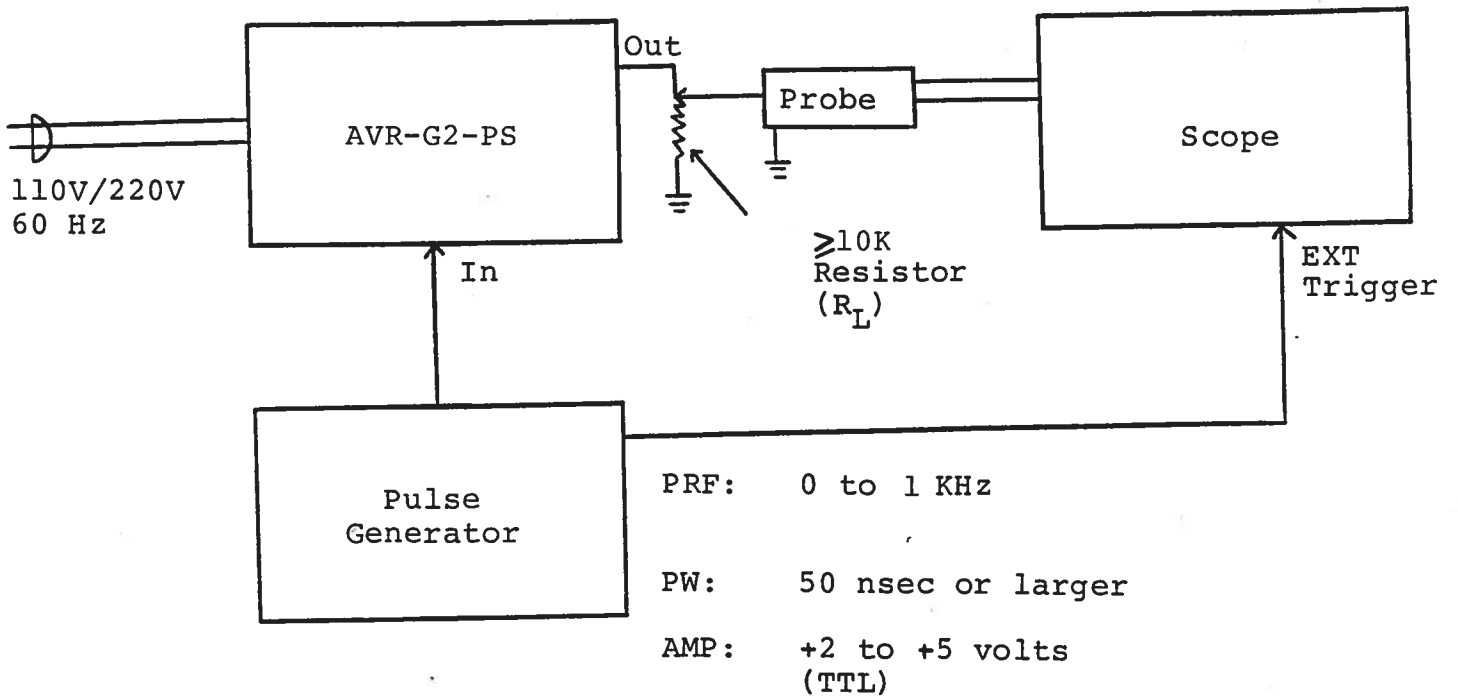 Out
AVR-G2-PS
Probe
Scope
110V/220V
60 Hz
In
≥10K
Resistor
(RL)
EXT
Trigger
Pulse
Generator
PRF: 0 to 1 KHz
PW: 50 nsec or larger
AMP: +2 to +5 volts
(TTL)